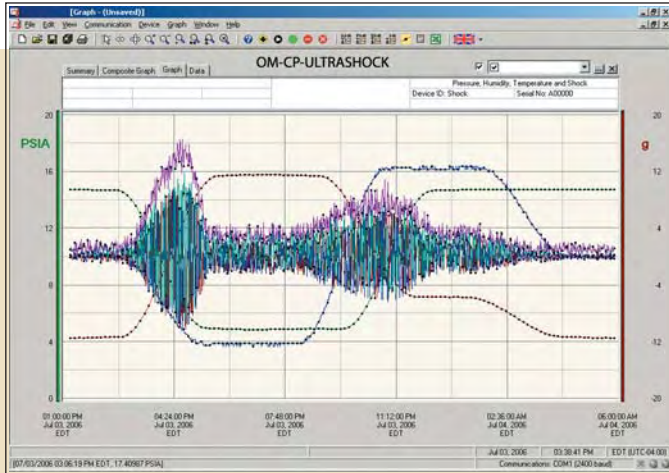 [Graph - (Unsaved)]
File Edit View Communication Device Graph Window Help
OM-CP-ULTRASHOCK
Summary Composite Graph Graph Data
Pressure, Humidity, Temperature and Shock
Device ID: Shock Serial No: A00000
20 20
PSIA g
16 12
12 4
8 -4
4 -12
0 -20
01:00:00 PM 04:24:00 PM 07:48:00 PM 11:12:00 PM 02:36:00 AM 06:00:00 AM
Jul 03, 2006 Jul 03, 2006 Jul 03, 2006 Jul 03, 2006 Jul 04, 2006 Jul 04, 2006
EDT EDT EDT EDT EDT EDT
Jul 03, 2006 03:38:41 PM EDT (UTC-04:00
[07/03/2006 03:06:19 PM EDT, 17.40987 PSIA] Communications: COM1 (2400 baud)